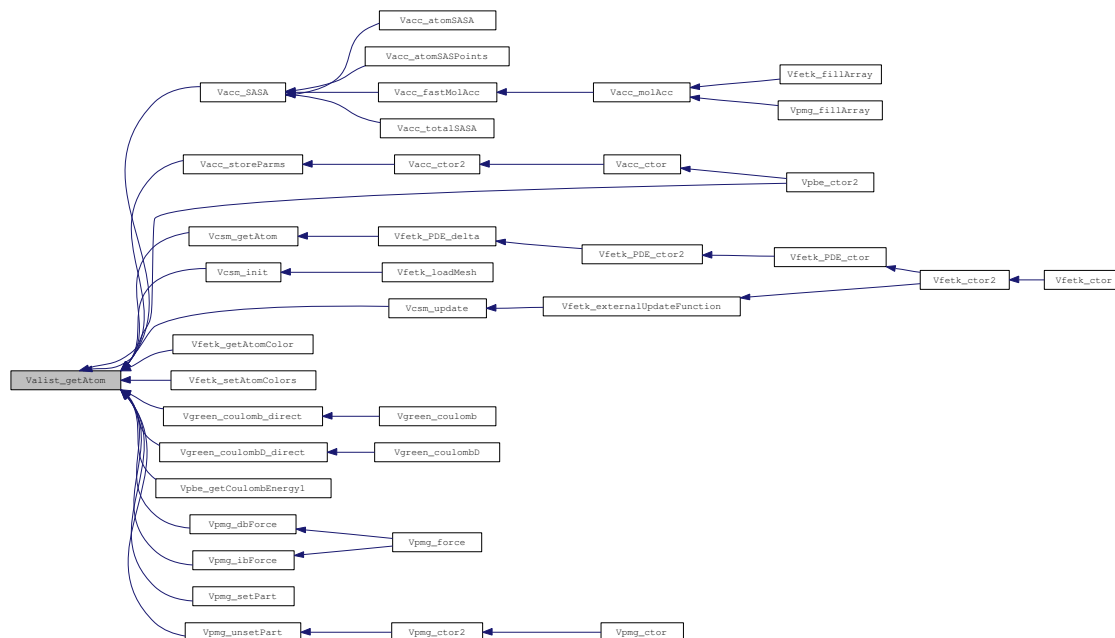 Vacc_atomSASA
Vacc_atomSASPoints
Vfetk_fillArray
Vacc_SASA
Vacc_fastMolAcc
Vacc_molAcc
Vpmg_fillArray
Vacc_totalSASA
Vacc_storeParms
Vacc_ctor2
Vacc_ctor
Vpbe_ctor2
Vcsm_getAtom
Vfetk_PDE_delta
Vfetk_PDE_ctor2
Vfetk_PDE_ctor
Vcsm_init
Vfetk_loadMesh
Vfetk_ctor2
Vfetk_ctor
Vcsm_update
Vfetk_externalUpdateFunction
Vfetk_getAtomColor
Valist_getAtom
Vfetk_setAtomColors
Vgreen_coulomb_direct
Vgreen_coulomb
Vgreen_coulombD_direct
Vgreen_coulombD
Vpbe_getCoulombEnergy1
Vpmg_dbForce
Vpmg_force
Vpmg_ibForce
Vpmg_setPart
Vpmg_unsetPart
Vpmg_ctor2
Vpmg_ctor